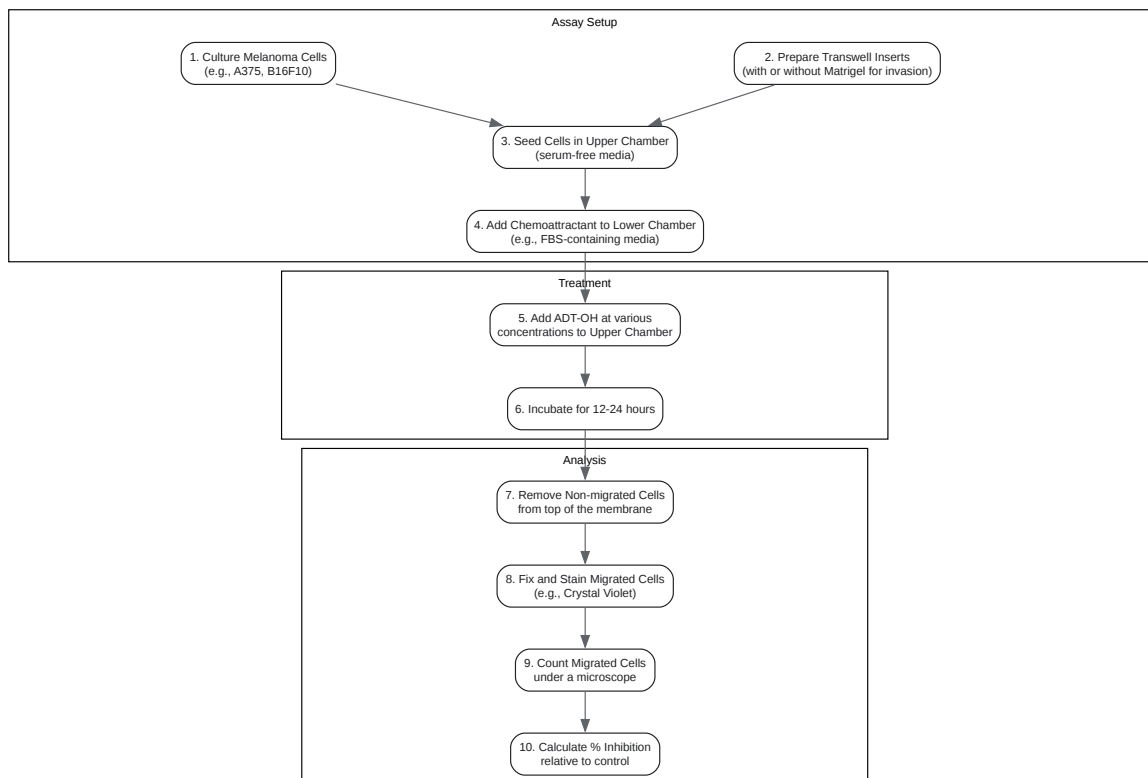 Assay Setup
1. Culture Melanoma Cells
(e.g., A375, B16F10)
2. Prepare Transwell Inserts
(with or without Matrigel for invasion)
3. Seed Cells in Upper Chamber
(serum-free media)
4. Add Chemoattractant to Lower Chamber
(e.g., FBS-containing media)
Treatment
5. Add ADT-OH at various
concentrations to Upper Chamber
6. Incubate for 12-24 hours
Analysis
7. Remove Non-migrated Cells
from top of the membrane
8. Fix and Stain Migrated Cells
(e.g., Crystal Violet)
9. Count Migrated Cells
under a microscope
10. Calculate % Inhibition
relative to control